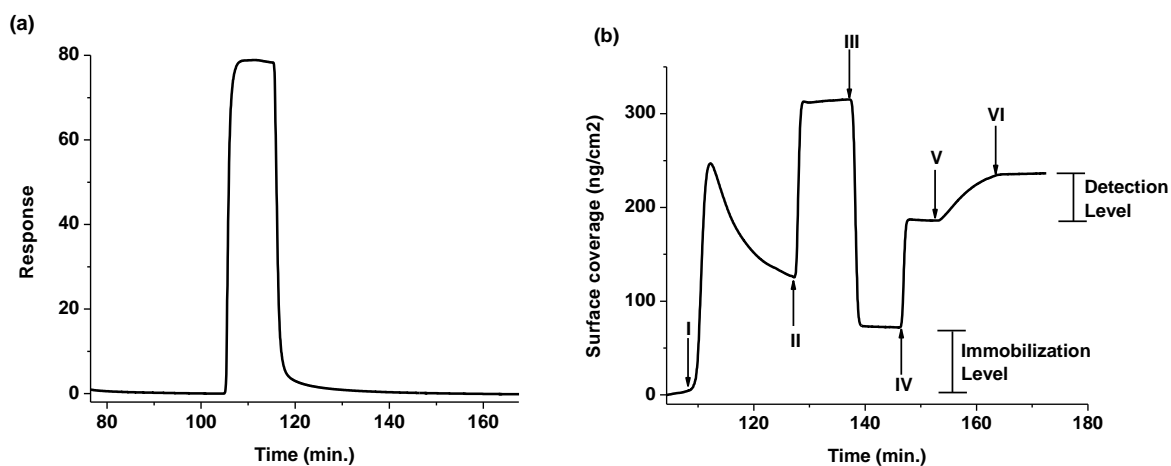 (a)
80
60
40
20
0
Response
80
100
120
140
160
Time (min.)
(b)
III
VI
V
I
II
IV
Detection
Level
Immobilization
Level
300
200
100
0
Surface coverage (ng/cm2)
120
140
160
180
Time (min.)